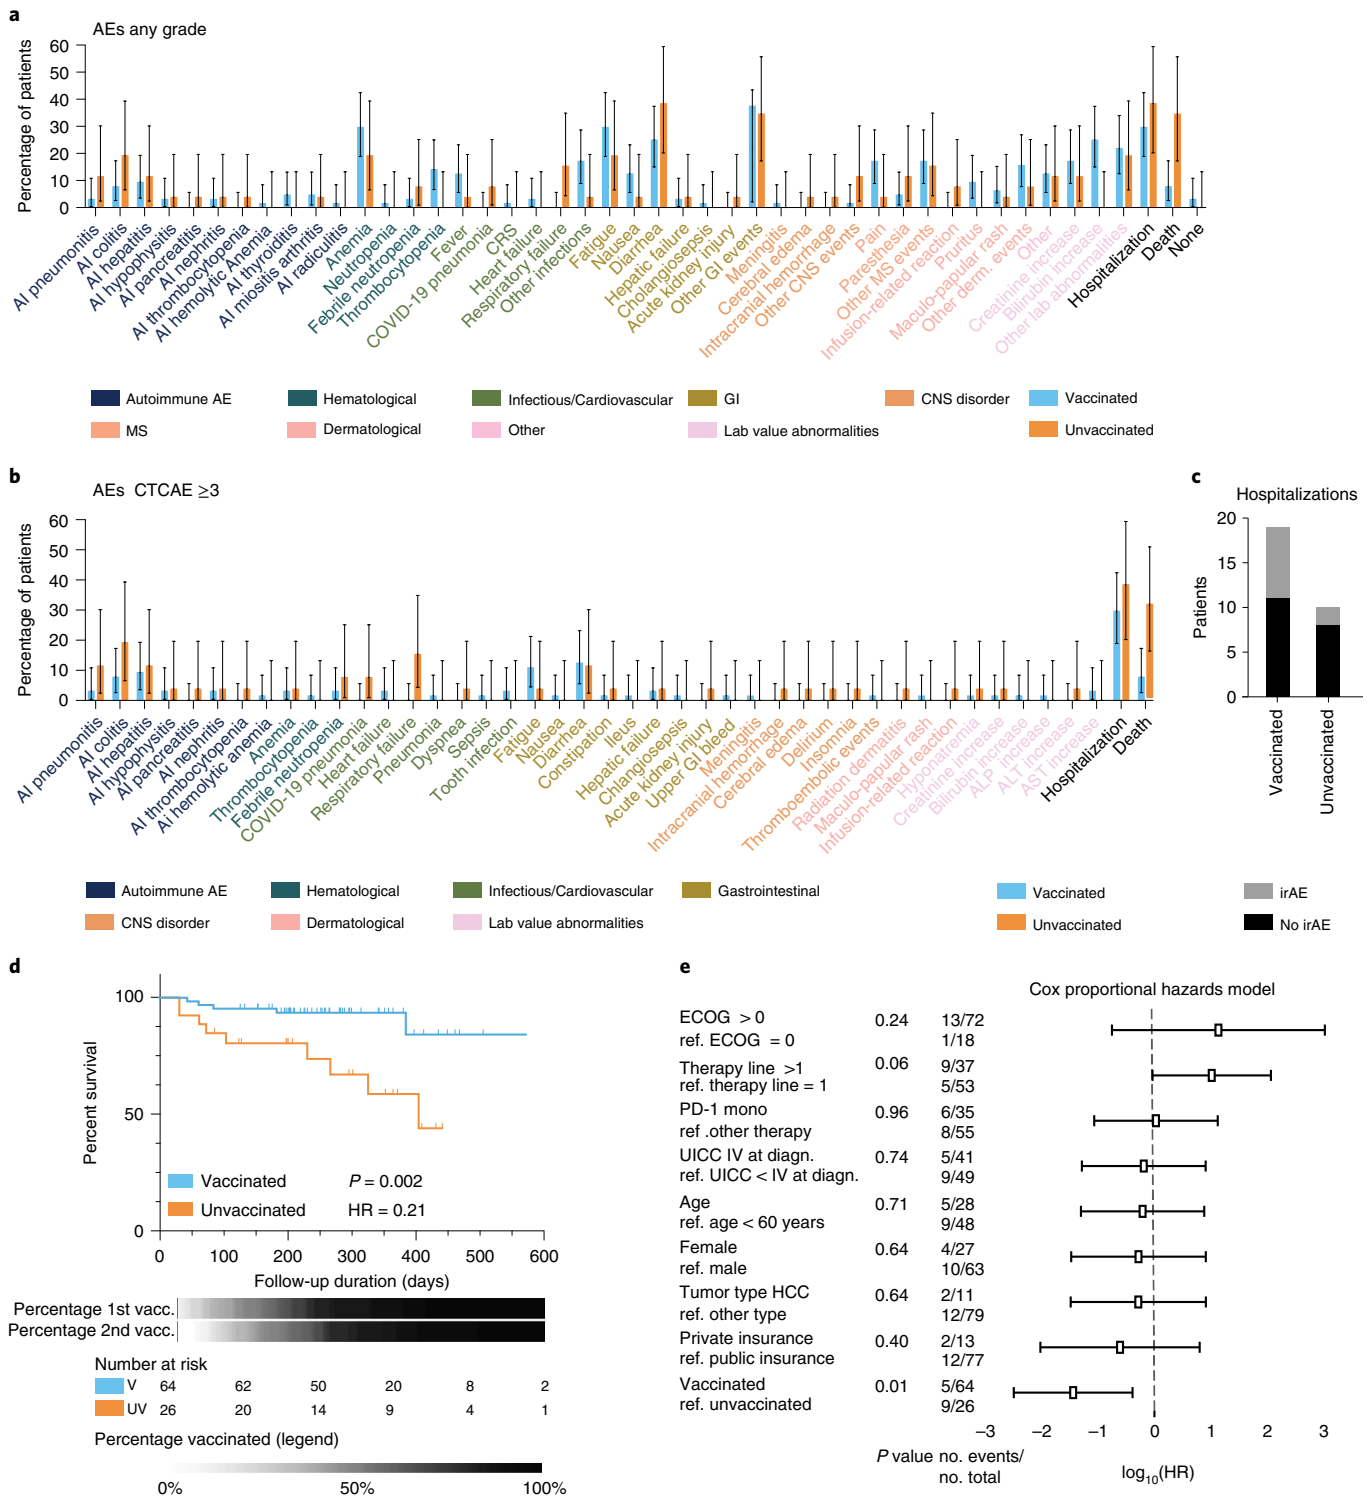 a
AEs any grade
Percentage of patients
60
50
40
30
20
10
0
AI pneumonitis
AI colitis
AI hepatitis
AI hypophysitis
AI pancreatitis
AI nephritis
AI thrombocytopenia
AI hemolytic Anemia
AI thyroiditis
AI miositis arthritis
AI radiculitis
Anemia
Neutropenia
Febrile neutropenia
Thrombocytopenia
Fever
COVID-19 pneumonia
CRS
Heart failure
Respiratory failure
Other infections
Fatigue
Nausea
Diarrhea
Hepatic failure
Cholangiosepsis
Acute kidney injury
Other GI events
Meningitis
Cerebral edema
Intracranial hemorrhage
Other CNS events
Pain
Paresthesia
Other MS events
Infusion-related reaction
Pruritus
Maculo-papular rash
Other derm. events
Other
Creatinine increase
Bilirubin increase
Other lab abnormalities
Hospitalization
Death
None
Autoimmune AE
Hematological
Infectious/Cardiovascular
GI
CNS disorder
Vaccinated
MS
Dermatological
Other
Lab value abnormalities
Unvaccinated
b
AEs CTCAE ≥3
Percentage of patients
60
50
40
30
20
10
0
AI pneumonitis
AI colitis
AI hepatitis
AI hypophysitis
AI pancreatitis
AI nephritis
AI thrombocytopenia
Ai hemolytic anemia
Anemia
Thrombocytopenia
Febrile neutropenia
COVID-19 pneumonia
Heart failure
Respiratory failure
Pneumonia
Dyspnea
Sepsis
Tooth infection
Fatigue
Nausea
Diarrhea
Constipation
Ileus
Hepatic failure
Chlangiosepsis
Acute kidney injury
Upper GI bleed
Meningitis
Intracranial hemorrhage
Cerebral edema
Delirium
Insomnia
Thromboembolic events
Radiation dermatitis
Maculo-papular rash
Infusion-related reaction
Hyponatremia
Creatinine increase
Bilirubin increase
ALP increase
ALT increase
AST increase
Hospitalization
Death
Autoimmune AE
Hematological
Infectious/Cardiovascular
Gastrointestinal
CNS disorder
Dermatological
Lab value abnormalities
Vaccinated
Unvaccinated
c
Hospitalizations
Patients
20
15
10
5
0
Vaccinated
Unvaccinated
irAE
No irAE
d
Percent survival
100
50
0
Vaccinated P = 0.002
Unvaccinated HR = 0.21
0 100 200 300 400 500 600
Follow-up duration (days)
Percentage 1st vacc.
Percentage 2nd vacc.
Number at risk
V 64 62 50 20 8 2
UV 26 20 14 9 4 1
Percentage vaccinated (legend)
0% 50% 100%
e
Cox proportional hazards model
ECOG > 0 0.24 13/72
ref. ECOG = 0 1/18
Therapy line >1 0.06 9/37
ref. therapy line = 1 5/53
PD-1 mono 0.96 6/35
ref .other therapy 8/55
UICC IV at diagn. 0.74 5/41
ref. UICC < IV at diagn. 9/49
Age 0.71 5/28
ref. age < 60 years 9/48
Female 0.64 4/27
ref. male 10/63
Tumor type HCC 0.64 2/11
ref. other type 12/79
Private insurance 0.40 2/13
ref. public insurance 12/77
Vaccinated 0.01 5/64
ref. unvaccinated 9/26
−3 −2 −1 0 1 2 3
P value no. events/
no. total
log10(HR)